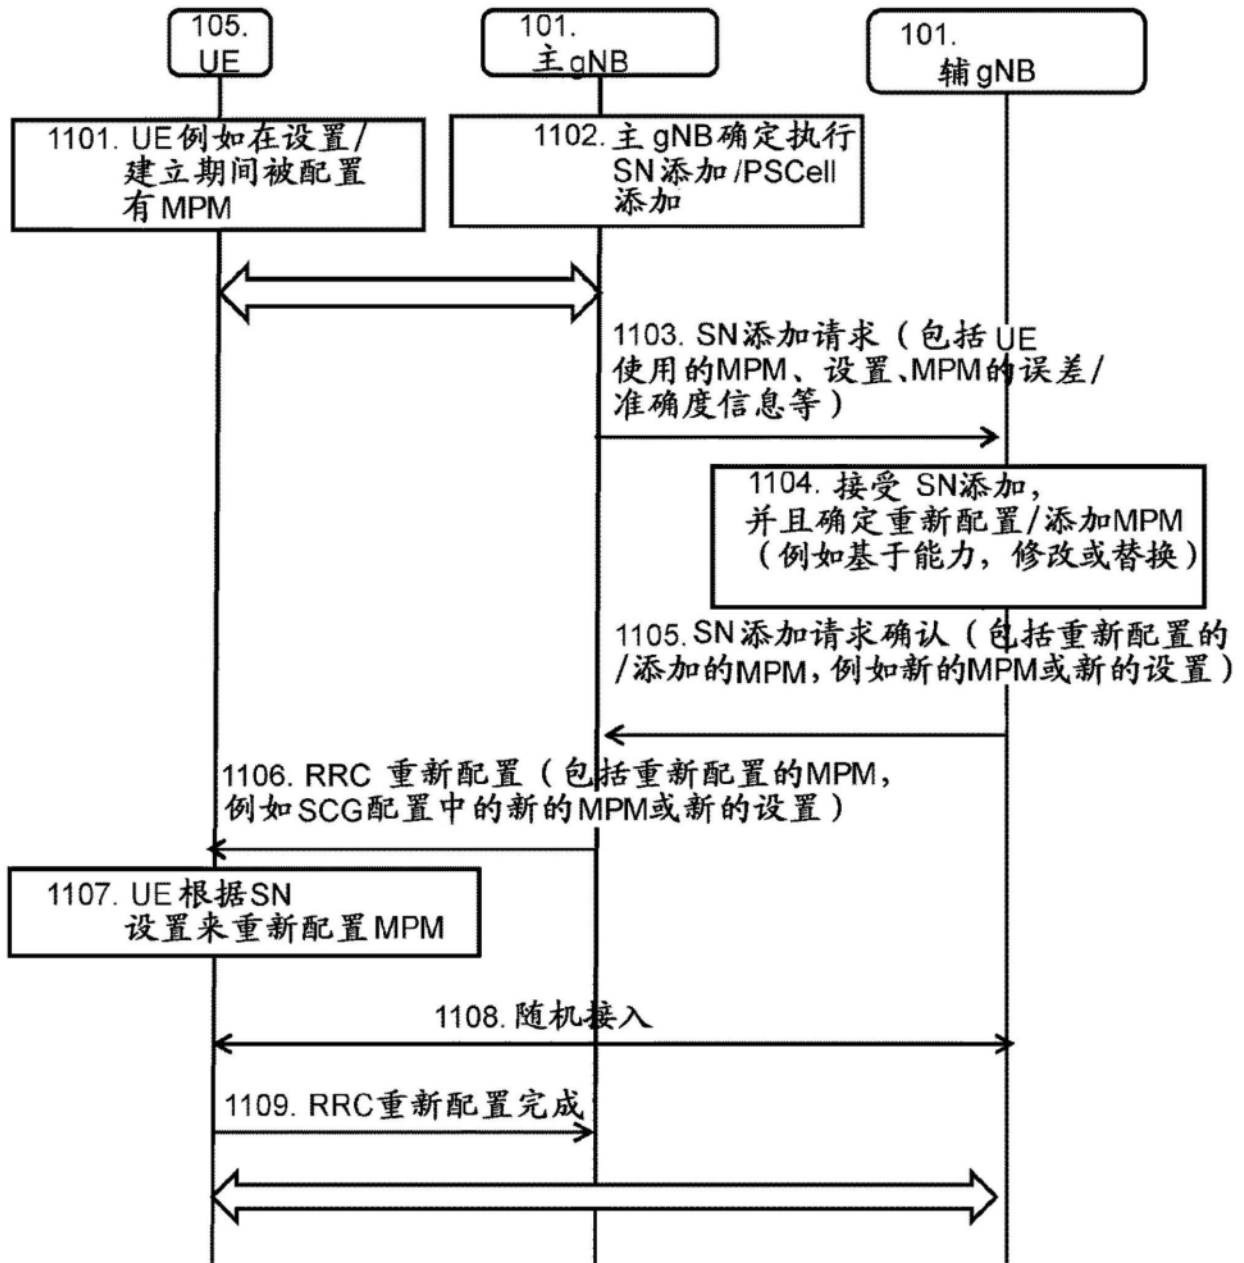 105.
UE
101.
主gNB
101.
辅gNB
1101. UE例如在设置/
建立期间被配置
有MPM
1102. 主gNB确定执行
SN添加/PSCell
添加
1103. SN添加请求（包括UE
使用的MPM、设置、MPM的误差/
准确度信息等）
1104. 接受 SN添加，
并且确定重新配置/添加MPM
（例如基于能力，修改或替换）
1105. SN添加请求确认（包括重新配置的
/添加的MPM，例如新的MPM或新的设置）
1106. RRC 重新配置（包括重新配置的MPM，
例如SCG配置中的新的MPM或新的设置）
1107. UE根据SN
设置来重新配置MPM
1108. 随机接入
1109. RRC重新配置完成